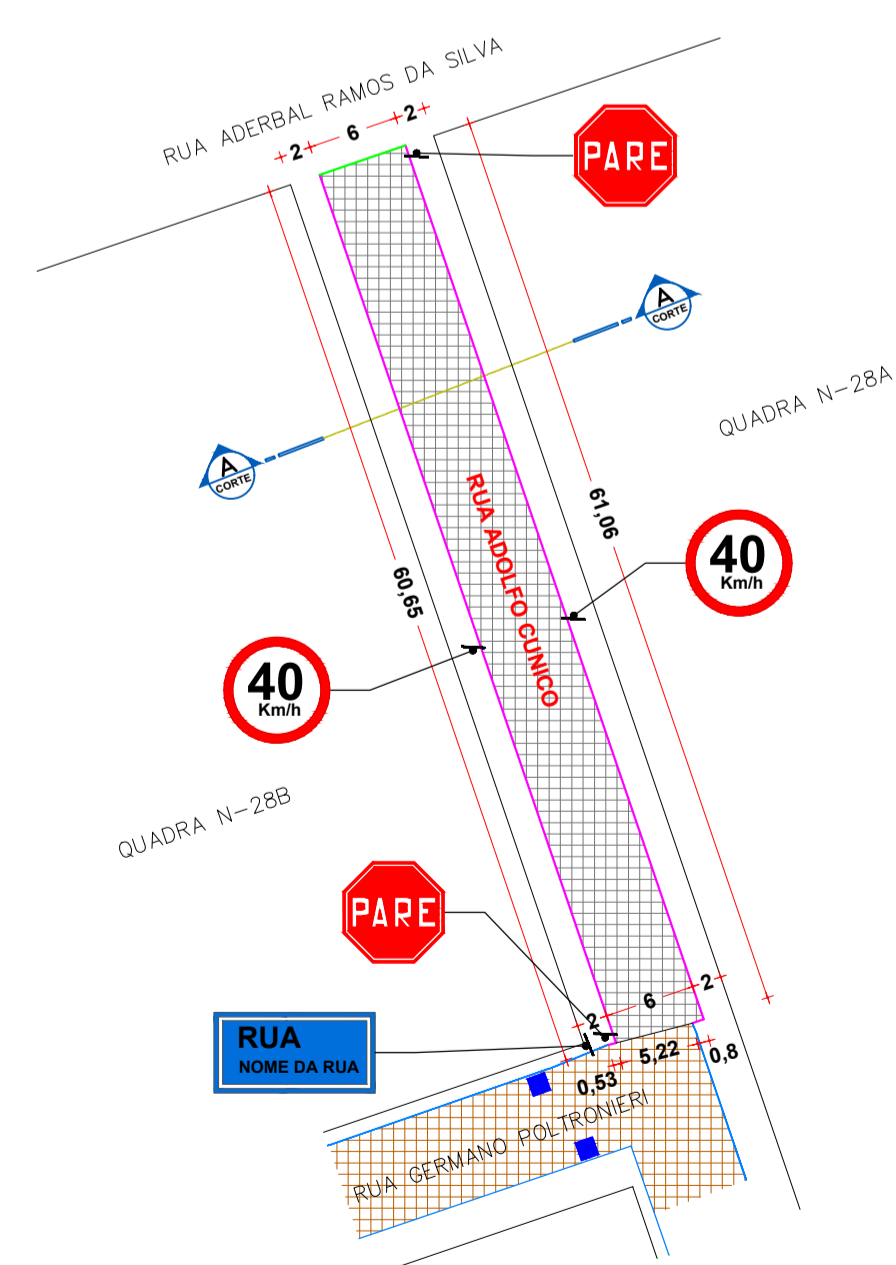 RUA ADERBAL RAMOS DA SILVA
2
6
2
PARE
A
CORTE
QUADRA N-28A
A
CORTE
RUA ADOLFO CUNICO
61,06
60,65
40
Km/h
40
Km/h
QUADRA N-28B
PARE
2
6
2
RUA
NOME DA RUA
0,53
5,22
0,8
RUA GERMANO POLTRONIERI